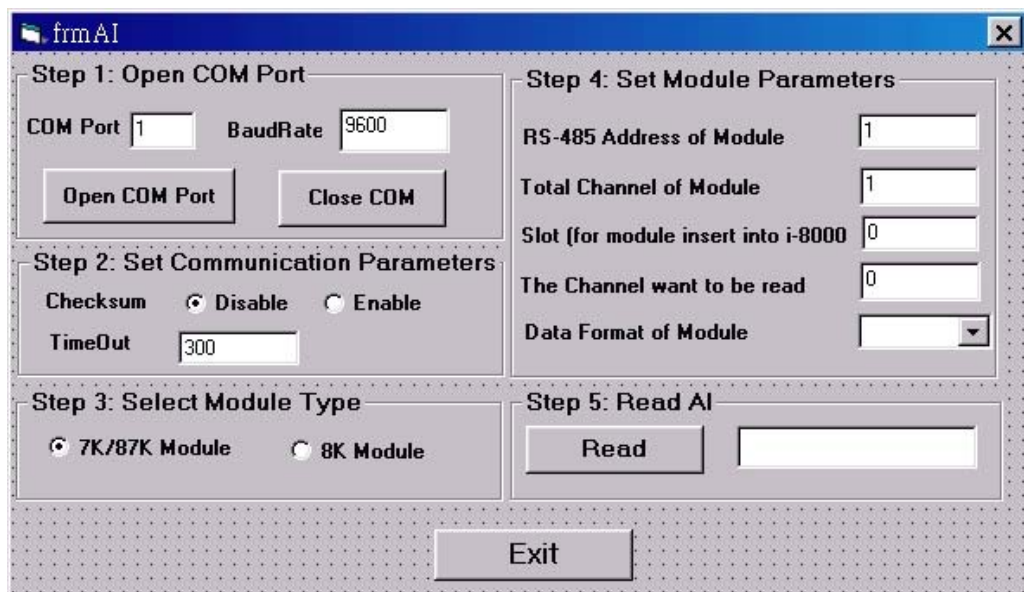 frmAI
Step 1: Open COM Port
COM Port 1 BaudRate 9600
Open COM Port Close COM
Step 2: Set Communication Parameters
Checksum Disable Enable
TimeOut 300
Step 3: Select Module Type
7K/87K Module 8K Module
Step 4: Set Module Parameters
RS-485 Address of Module 1
Total Channel of Module 1
Slot (for module insert into i-8000 0
The Channel want to be read 0
Data Format of Module
Step 5: Read AI
Read
Exit